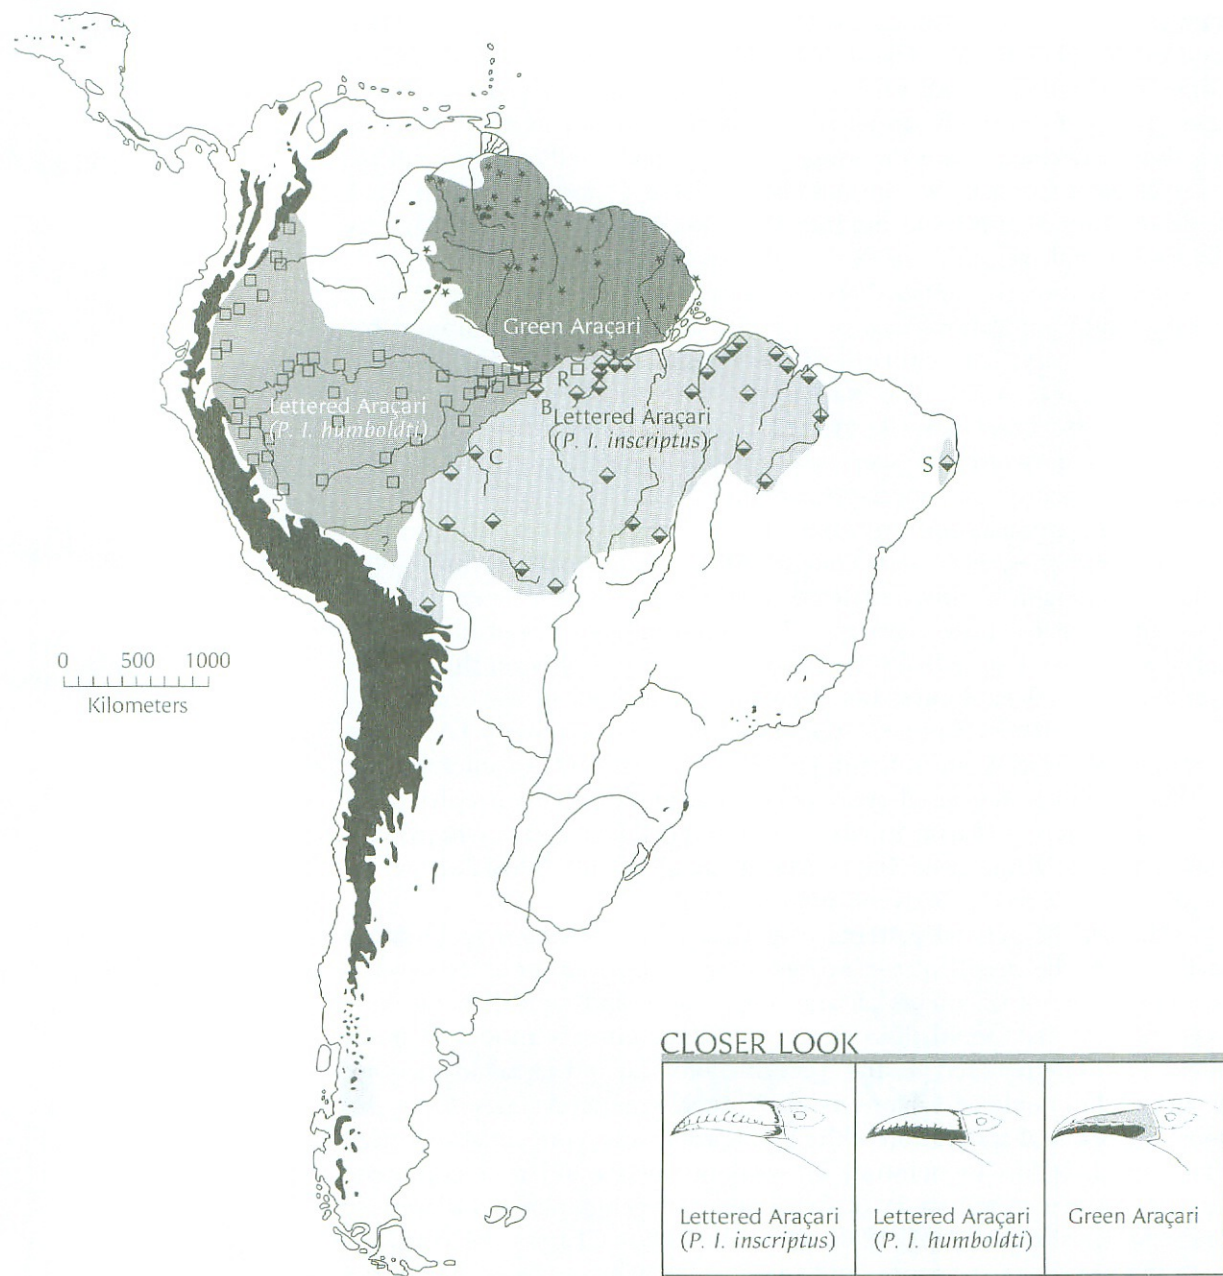 Green Araçari
R
Lettered Araçari
(P. I. humboldti)
B
Lettered Araçari
(P. I. inscriptus)
C
S
?
0 500 1000
Kilometers
CLOSER LOOK
Lettered Araçari
(P. I. inscriptus)
Lettered Araçari
(P. I. humboldti)
Green Araçari